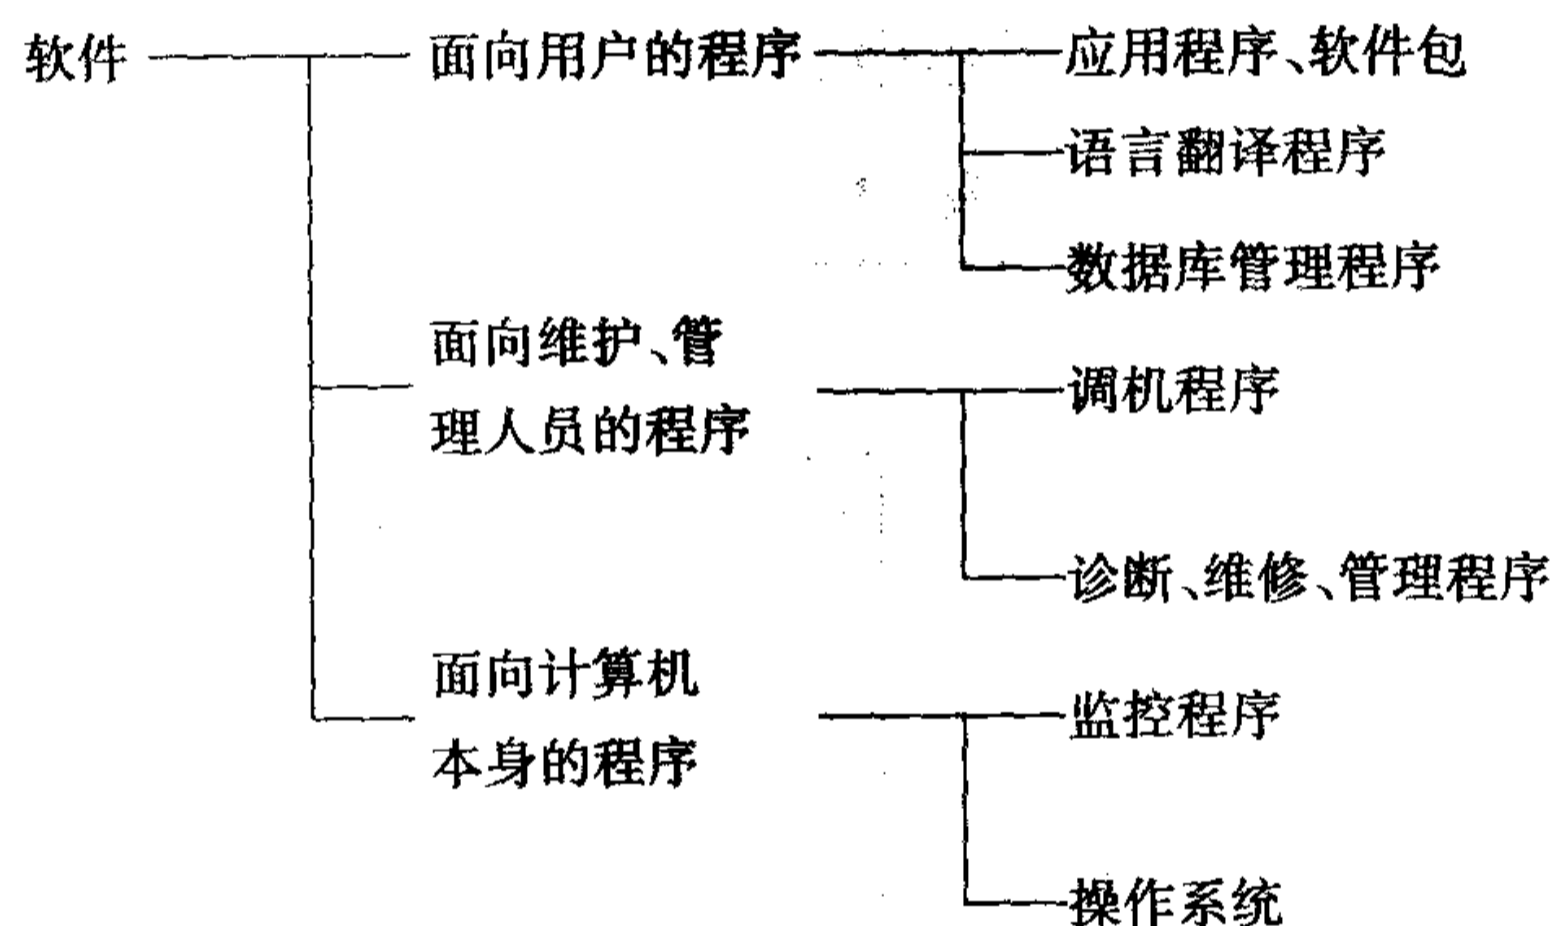 软件
面向用户的程序
应用程序、软件包
语言翻译程序
数据库管理程序
面向维护、管
理人员的程序
调机程序
诊断、维修、管理程序
面向计算机
本身的程序
监控程序
操作系统